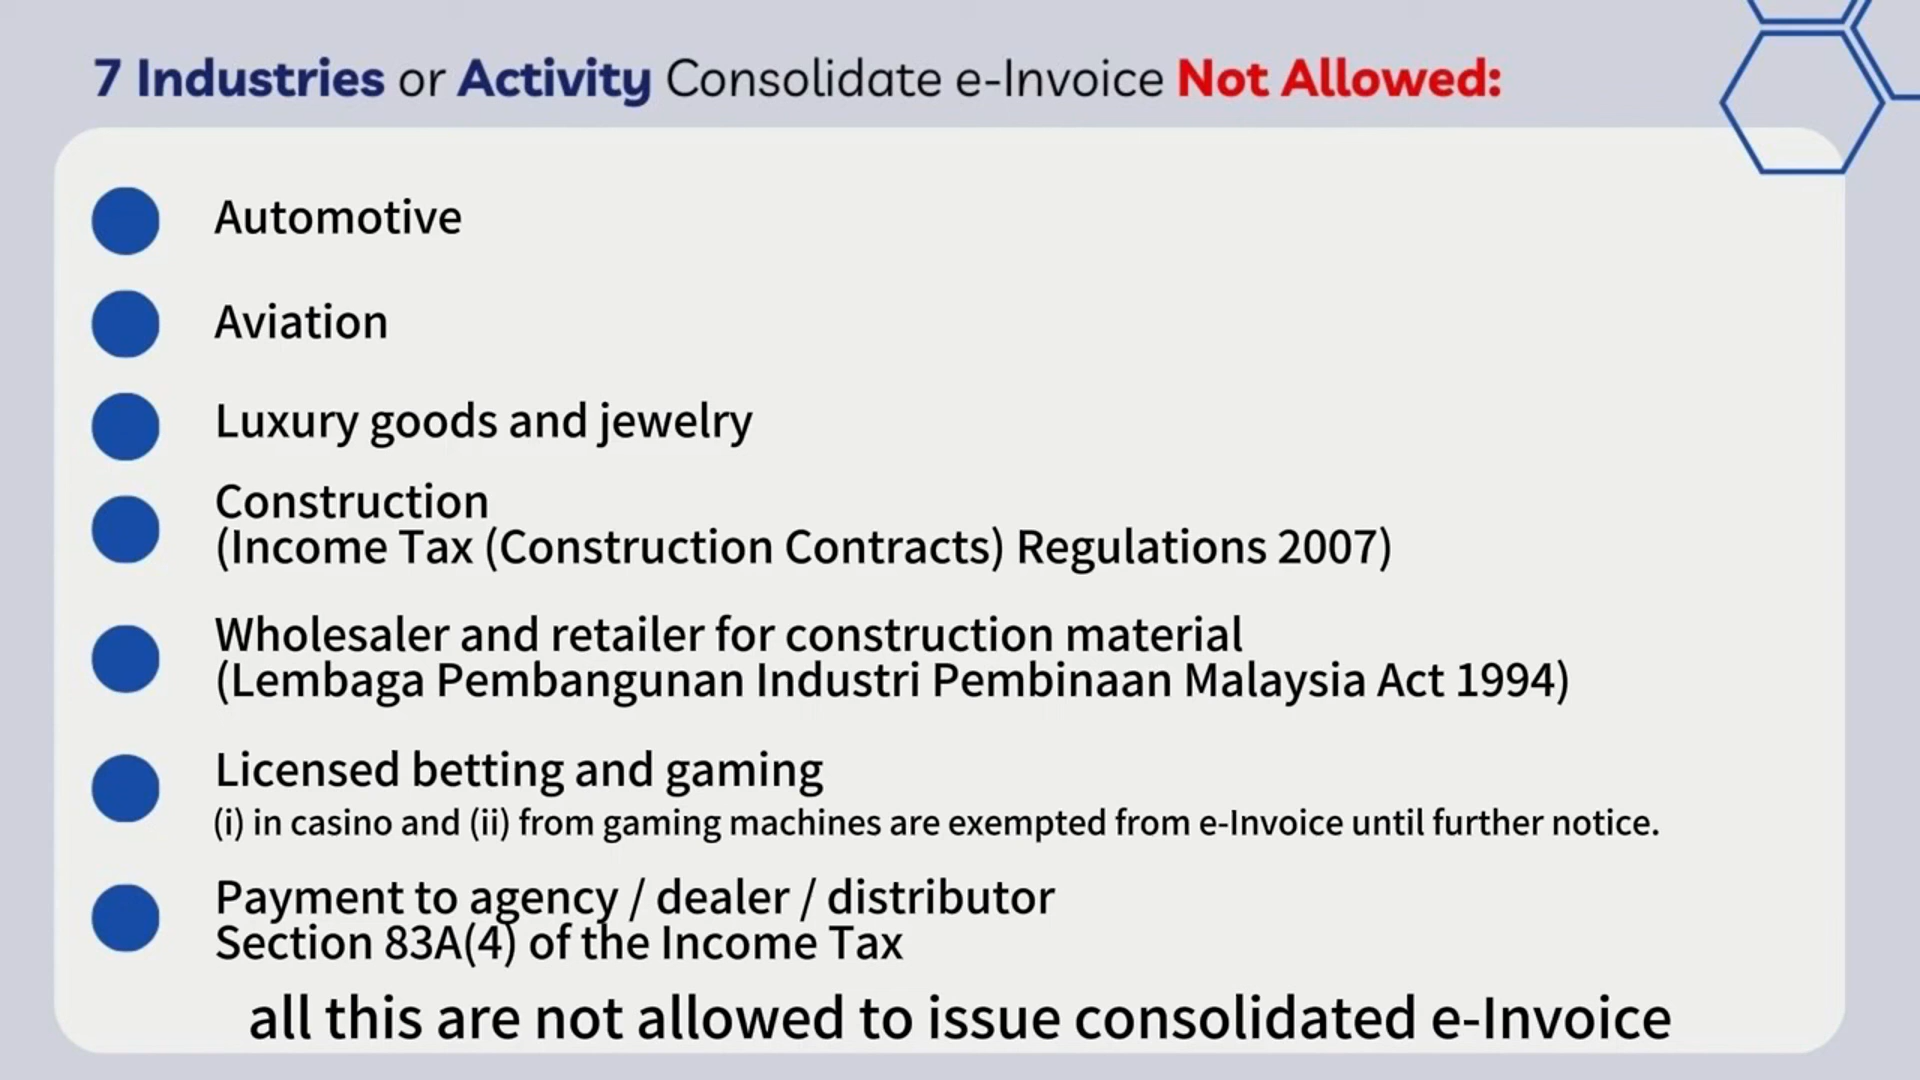 7 Industries or Activity Consolidate e-Invoice Not Allowed:
Automotive
Aviation
Luxury goods and jewelry
Construction
(Income Tax (Construction Contracts) Regulations 2007)
Wholesaler and retailer for construction material
(Lembaga Pembangunan Industri Pembinaan Malaysia Act 1994)
Licensed betting and gaming
(i) in casino and (ii) from gaming machines are exempted from e-Invoice until further notice.
Payment to agency / dealer / distributor
Section 83A(4) of the Income Tax
all this are not allowed to issue consolidated e-Invoice